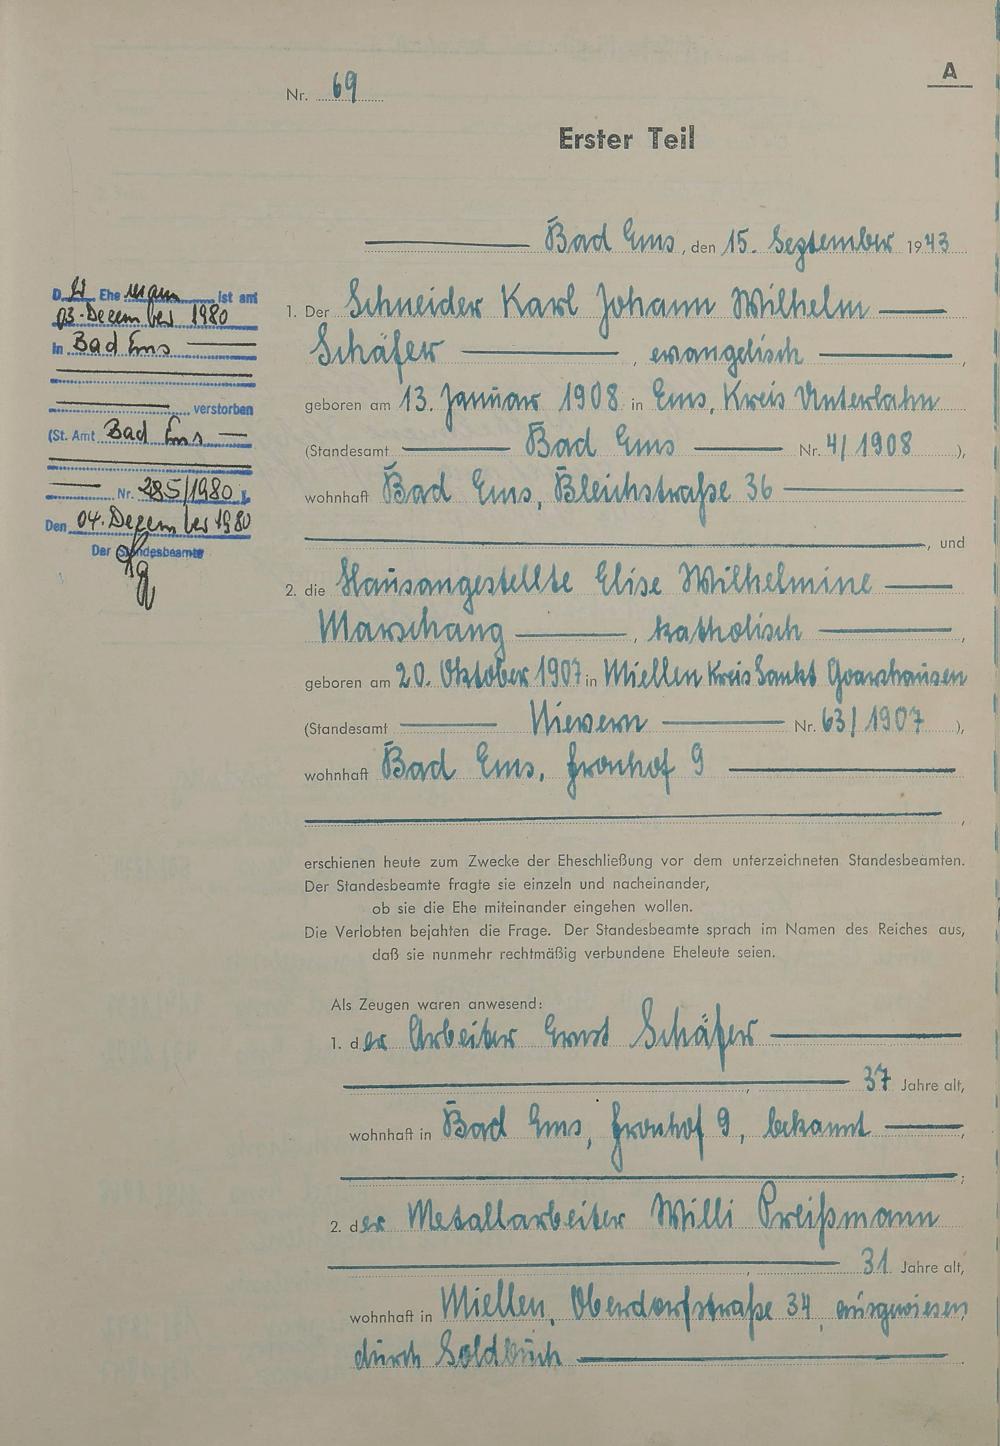 A
Nr. 69
Erster Teil
Bad Ems, den 15. September 1943
Der Ehemann ist am
03. Dezember 1980
in Bad Ems
verstorben
(St. Amt Bad Ems
Nr. 285/1980 ).
Den 04. Dezember 1980
Der Standesbeamte
1. Der Schneider Karl Johann Wilhelm
Schäfer, evangelisch,
geboren am 13. Januar 1908 in Ems, Kreis Unterlahn
(Standesamt Bad Ems Nr. 4/1908 ),
wohnhaft Bad Ems, Bleichstraße 36
, und
2. die Hausangestellte Elise Wilhelmine
Marschang, katholisch,
geboren am 20. Oktober 1907 in Miellen Kreis Sankt Goarshausen
(Standesamt Nievern Nr. 63/1907 ),
wohnhaft Bad Ems, Fronhof 9
,
erschienen heute zum Zwecke der Eheschließung vor dem unterzeichneten Standesbeamten.
Der Standesbeamte fragte sie einzeln und nacheinander,
ob sie die Ehe miteinander eingehen wollen.
Die Verlobten bejahten die Frage. Der Standesbeamte sprach im Namen des Reiches aus,
daß sie nunmehr rechtmäßig verbundene Eheleute seien.
Als Zeugen waren anwesend:
1. der Arbeiter Ernst Schäfer
, 37 Jahre alt,
wohnhaft in Bad Ems, Fronhof 9, bekannt,
;
2. der Metallarbeiter Willi Preißmann
, 31 Jahre alt,
wohnhaft in Miellen, Oberdorfstraße 34, ausgewiesen
durch Soldbuch.